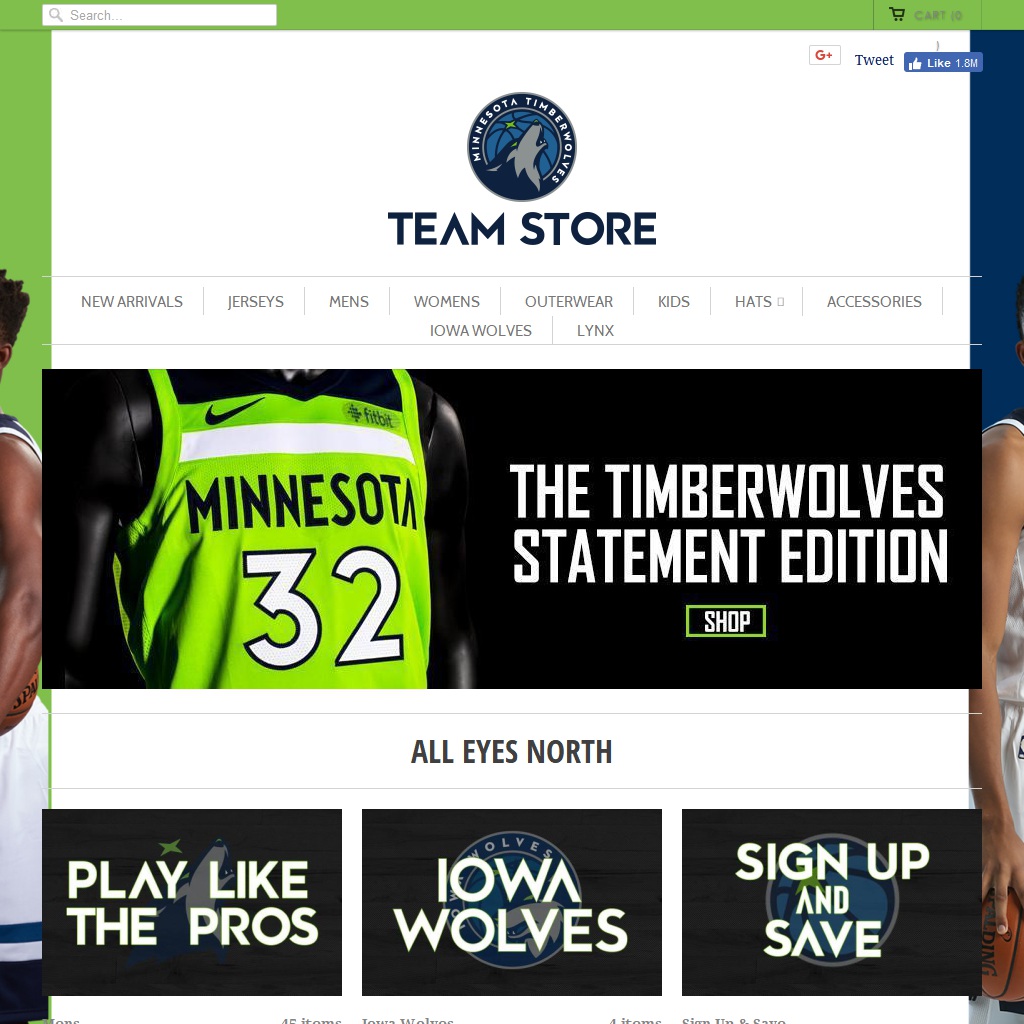 Search...
CART (0
)
G+
Tweet
Like 1.8M
MINNESOTA TIMBERWOLVES
TEAM STORE
NEW ARRIVALS
JERSEYS
MENS
WOMENS
OUTERWEAR
KIDS
HATS
ACCESSORIES
IOWA WOLVES
LYNX
fitbit
MINNESOTA
32
THE TIMBERWOLVES
STATEMENT EDITION
SHOP
ALL EYES NORTH
PLAY LIKE
THE PROS
IOWA
WOLVES
SIGN UP
AND
SAVE
Mens
45 items
Iowa Wolves
4 items
Sign Up & Save